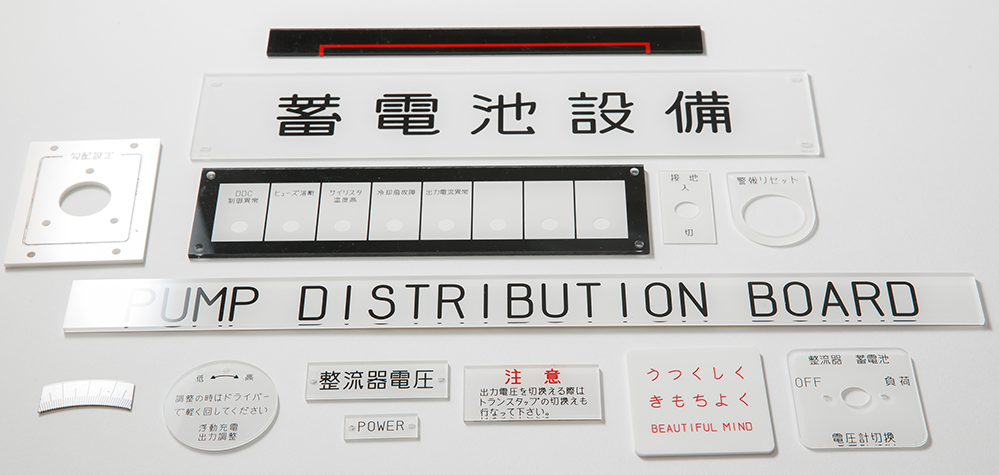 蓄電池設備
勾配設定
DDC
制御異常
ヒューズ溶断
サイリスタ
温度高
冷却扇故障
出力電流異常
接地
入
切
警報リセット
PUMP DISTRIBUTION BOARD
低 高
調整の時はドライバー
で軽く回してください
浮動充電
出力調整
整流器電圧
POWER
注意
出力電圧を切換える際は
トランスタップの切換えも
行なって下さい。
うつくしく
きもちよく
BEAUTIFUL MIND
整流器 蓄電池
OFF 負荷
電圧計切換